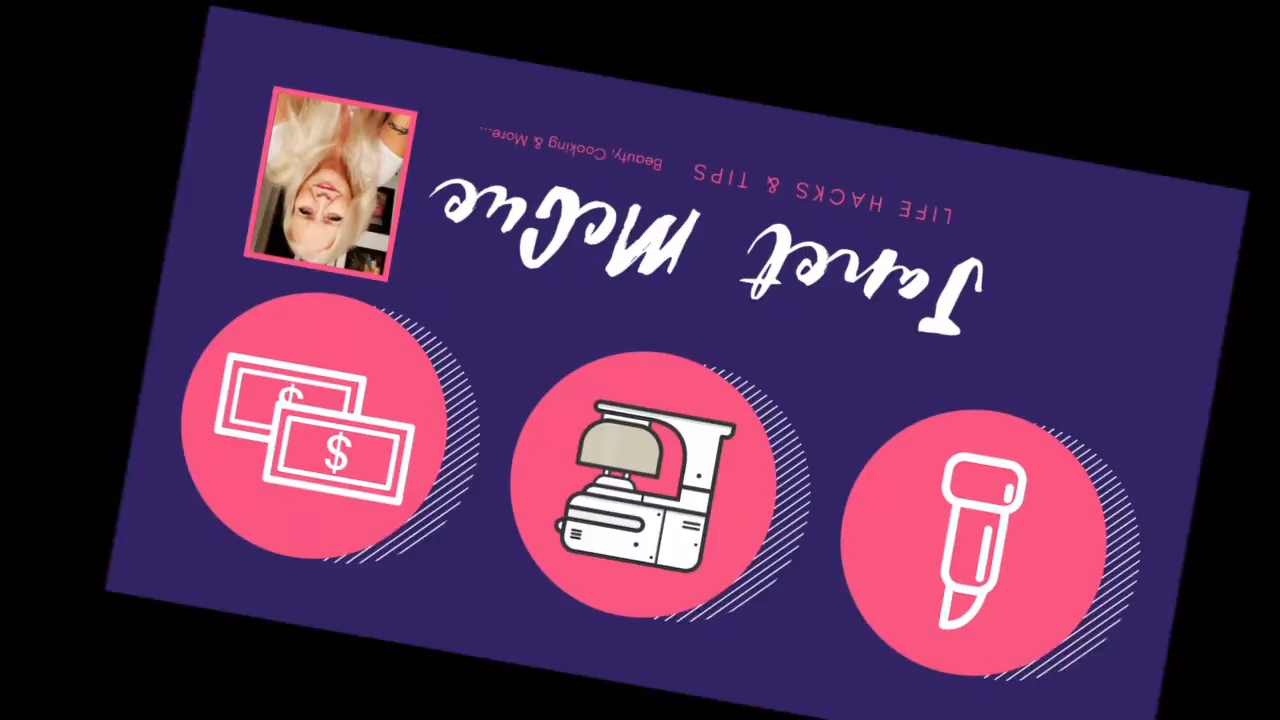 Janet McCue
LIFE HACKS & TIPS Beauty, Cooking & More...
$
$